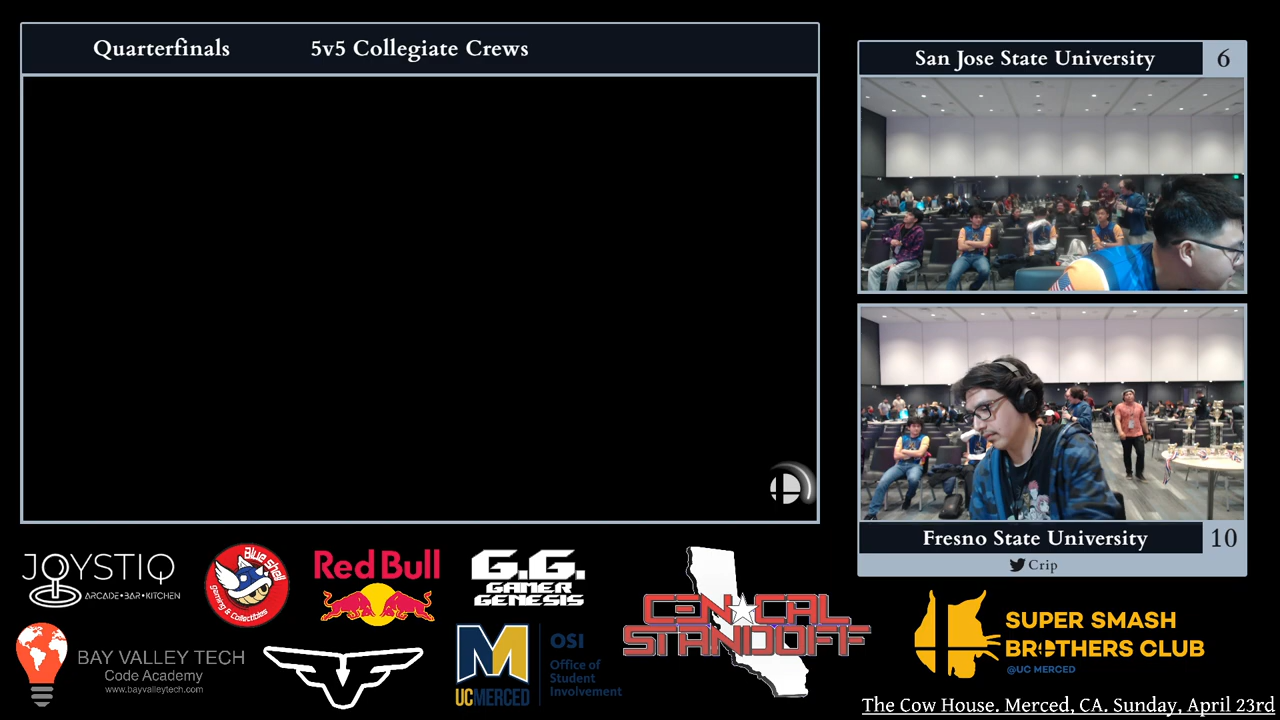 Quarterfinals
5v5 Collegiate Crews
San Jose State University
6
Fresno State University
10
Crip
JOYSTIQ
ARCADE•BAR•KITCHEN
Blue Shell
gaming & Collectibles
Red Bull
G.G.
GAMER
GENESIS
CEN CAL
STANDOFF
BAY VALLEY TECH
Code Academy
www.bayvalleytech.com
M
UCMERCED
OSI
Office of
Student
Involvement
SUPER SMASH
BROTHERS CLUB
@UC MERCED
The Cow House. Merced, CA. Sunday, April 23rd